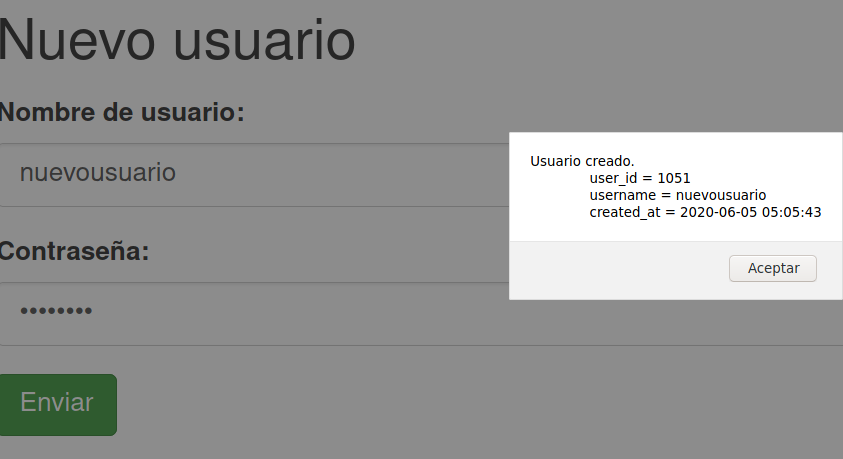 Nuevo usuario
Nombre de usuario:
nuevousuario
Contraseña:
••••••••
Enviar
Usuario creado.
user_id = 1051
username = nuevousuario
created_at = 2020-06-05 05:05:43
Aceptar